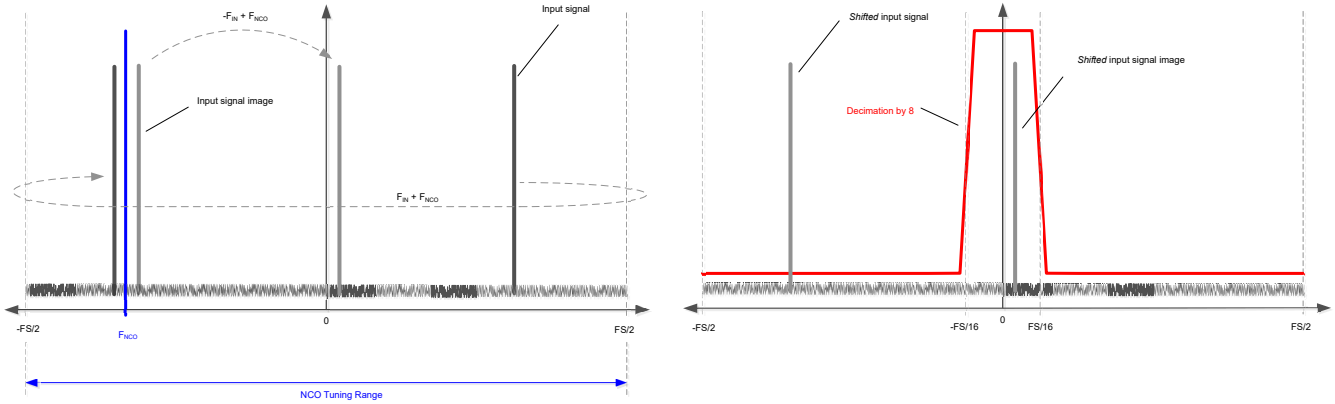 -FIN + FNCO
Input signal
Input signal image
FIN + FNCO
-FS/2
FNCO
0
FS/2
NCO Tuning Range
Shifted input signal
Shifted input signal image
Decimation by 8
-FS/2
-FS/16
0
FS/16
FS/2